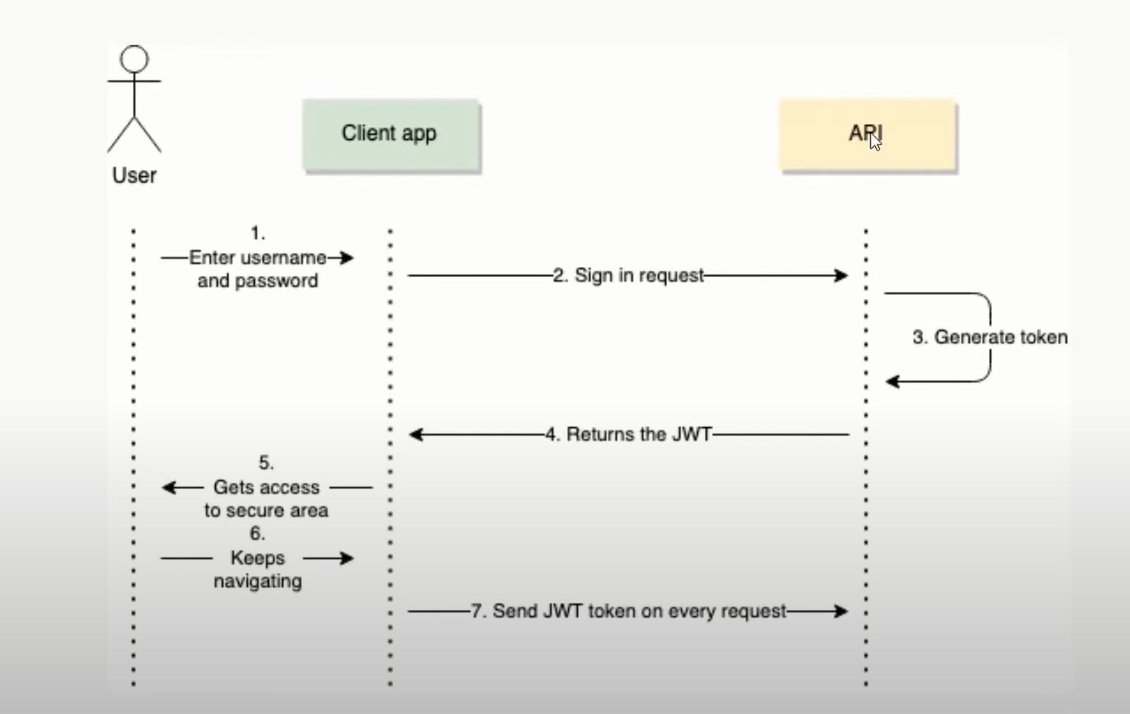 Client app
API
User
1.
Enter username
and password
2. Sign in request
3. Generate token
4. Returns the JWT
5.
Gets access
to secure area
6.
Keeps
navigating
7. Send JWT token on every request